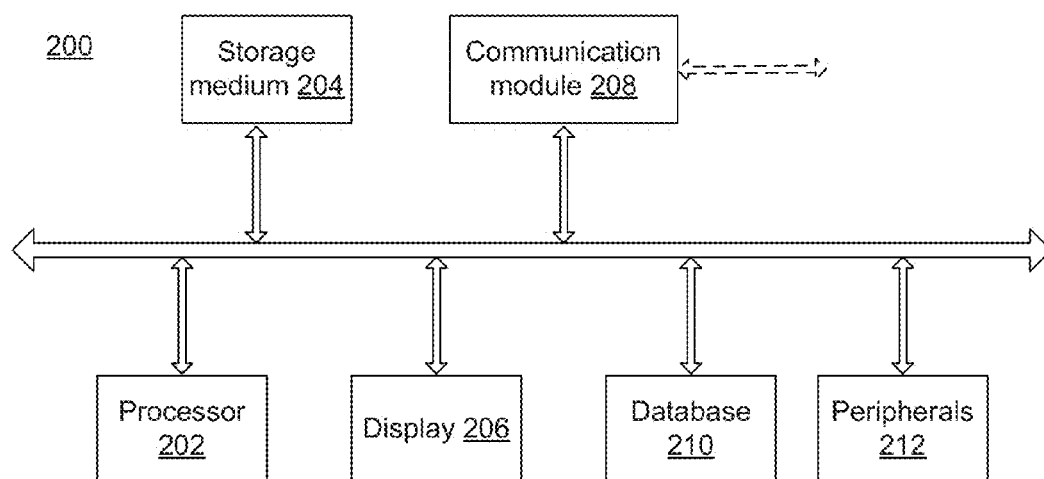 200
Storage
medium 204
Communication
module 208
Processor
202
Display 206
Database
210
Peripherals
212